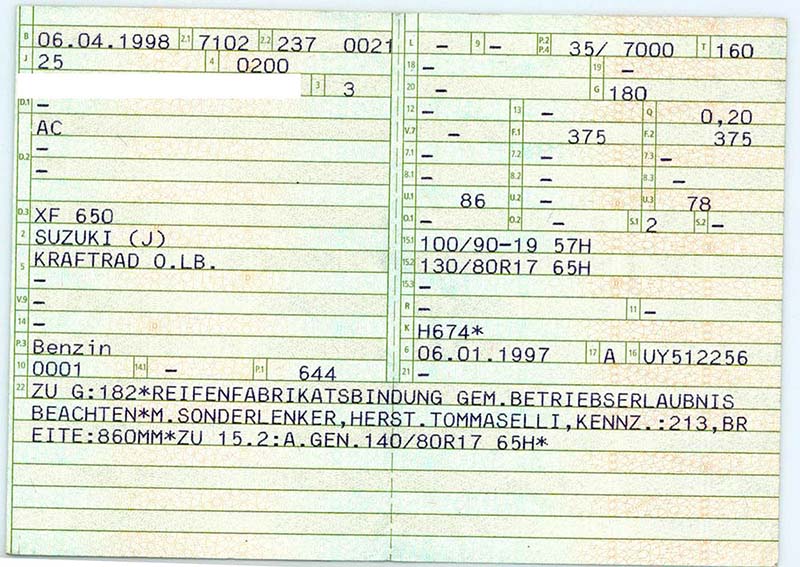 B 06.04.1998 2.1 7102 2.2 237 0021
J 25 4 0200
3 3
D.1 –
AC
D.2 –
–
D.3 XF 650
2 SUZUKI (J)
5 KRAFTRAD O.LB.
–
V.9 –
14 –
P.3 Benzin
10 0001 14.1 – P.1 644
L – 9 – P.2 P.4 35/ 7000 T 160
18 – 19 –
20 – G 180
12 – 13 – Q 0,20
V.7 – F.1 375 F.2 375
7.1 – 7.2 – 7.3 –
8.1 – 8.2 – 8.3 –
U.1 86 U.2 – U.3 78
O.1 – O.2 – S.1 2 S.2 –
15.1 100/90-19 57H
15.2 130/80R17 65H
15.3 –
R – 11 –
K H674*
6 06.01.1997 17 A 16 UY512256
21 –
22 ZU G:182*REIFENFABRIKATSBINDUNG GEM.BETRIEBSERLAUBNIS
BEACHTEN*M.SONDERLENKER,HERST.TOMMASELLI,KENNZ.:213,BR
EITE:860MM*ZU 15.2:A.GEN.140/80R17 65H*